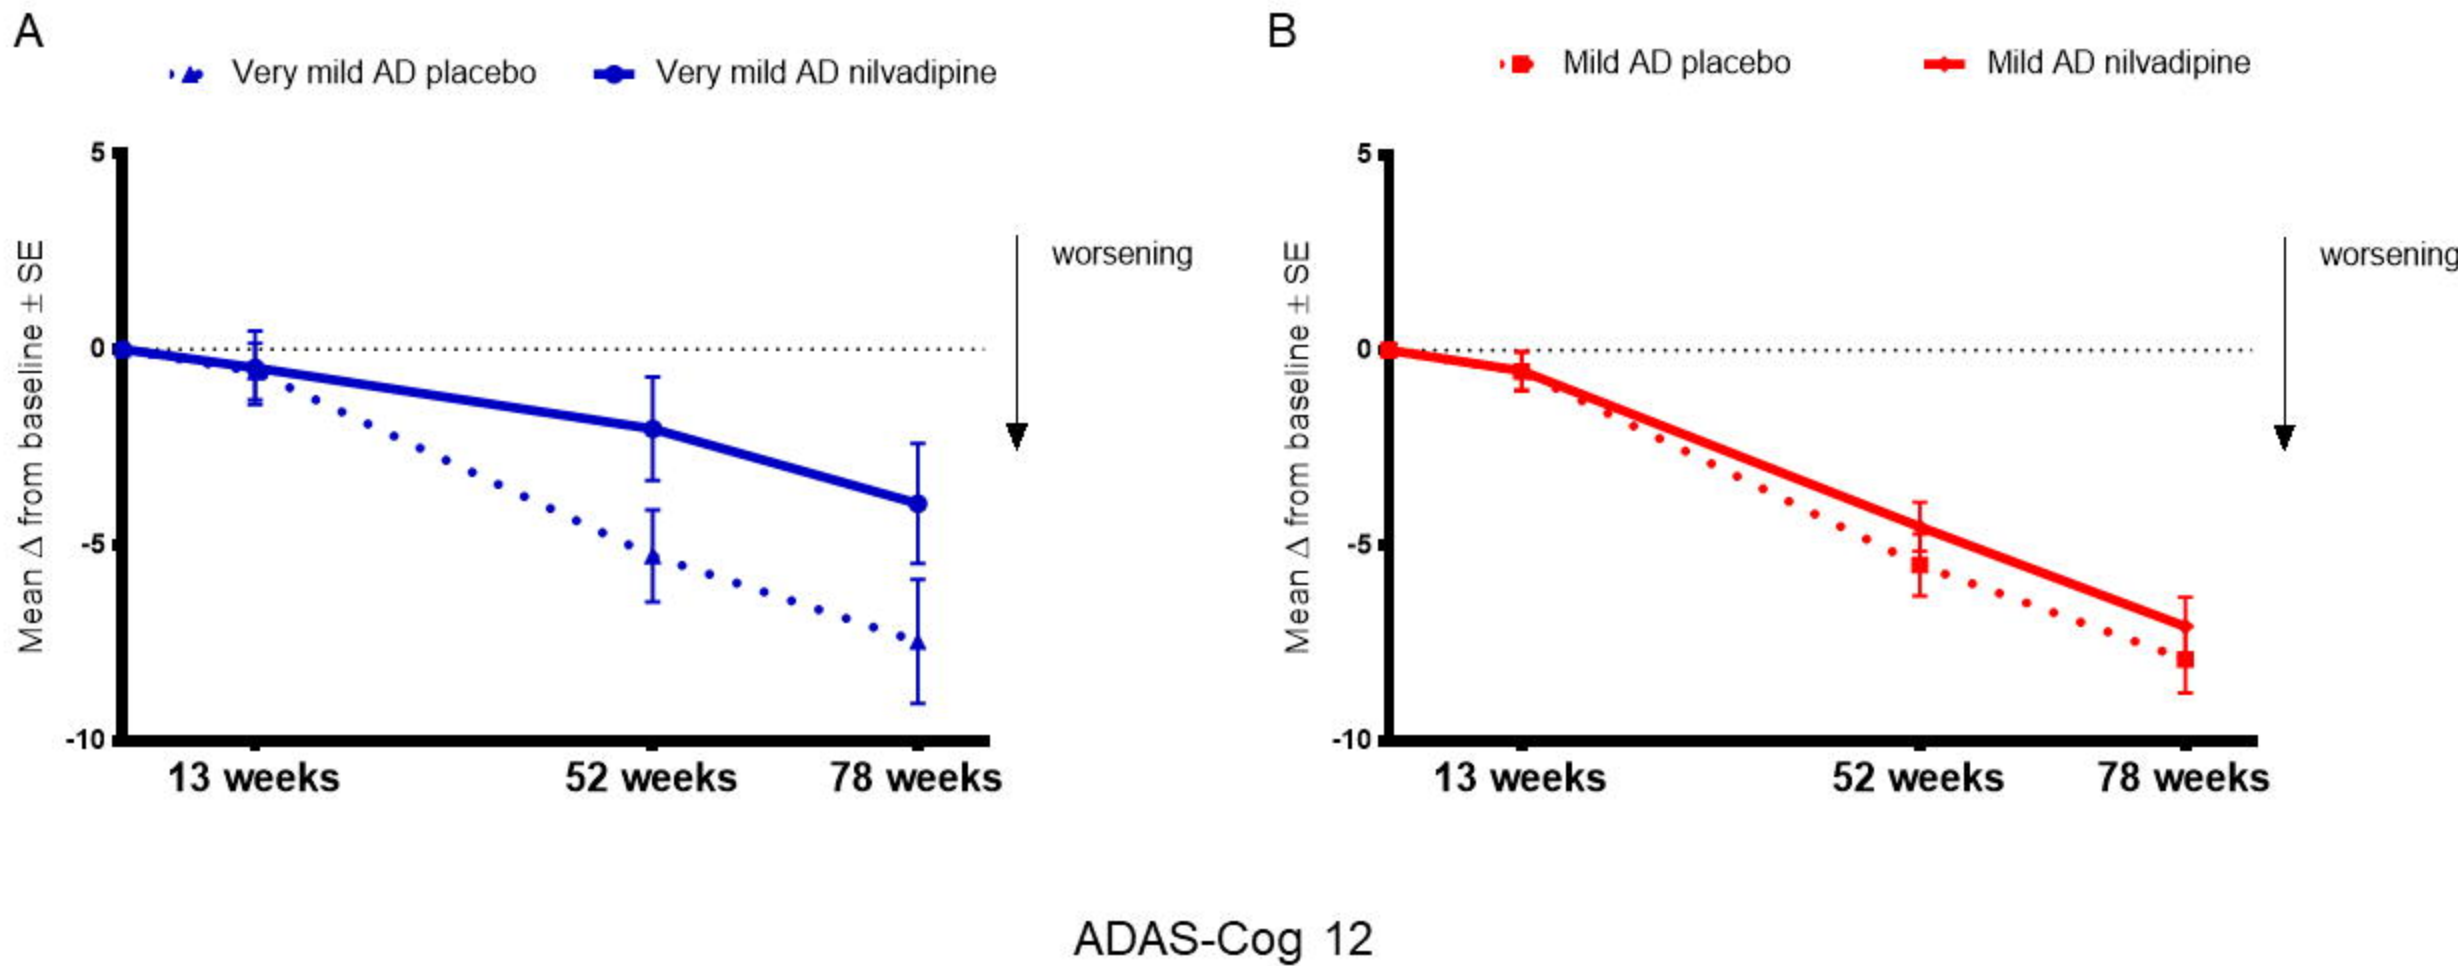 A
Very mild AD placebo
Very mild AD nilvadipine
5
0
-5
-10
Mean Δ from baseline ± SE
worsening
13 weeks
52 weeks
78 weeks
B
Mild AD placebo
Mild AD nilvadipine
5
0
-5
-10
Mean Δ from baseline ± SE
worsening
13 weeks
52 weeks
78 weeks
ADAS-Cog 12